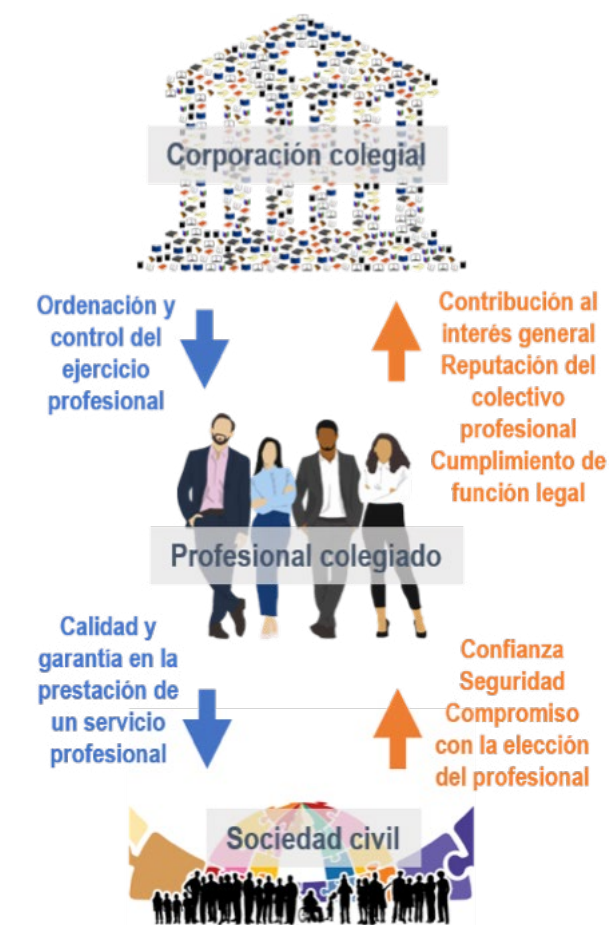 Corporación colegial
Ordenación y
control del
ejercicio
profesional
Contribución al
interés general
Reputación del
colectivo
profesional
Cumplimiento de
función legal
Profesional colegiado
Calidad y
garantía en la
prestación de
un servicio
profesional
Confianza
Seguridad
Compromiso
con la elección
del profesional
Sociedad civil